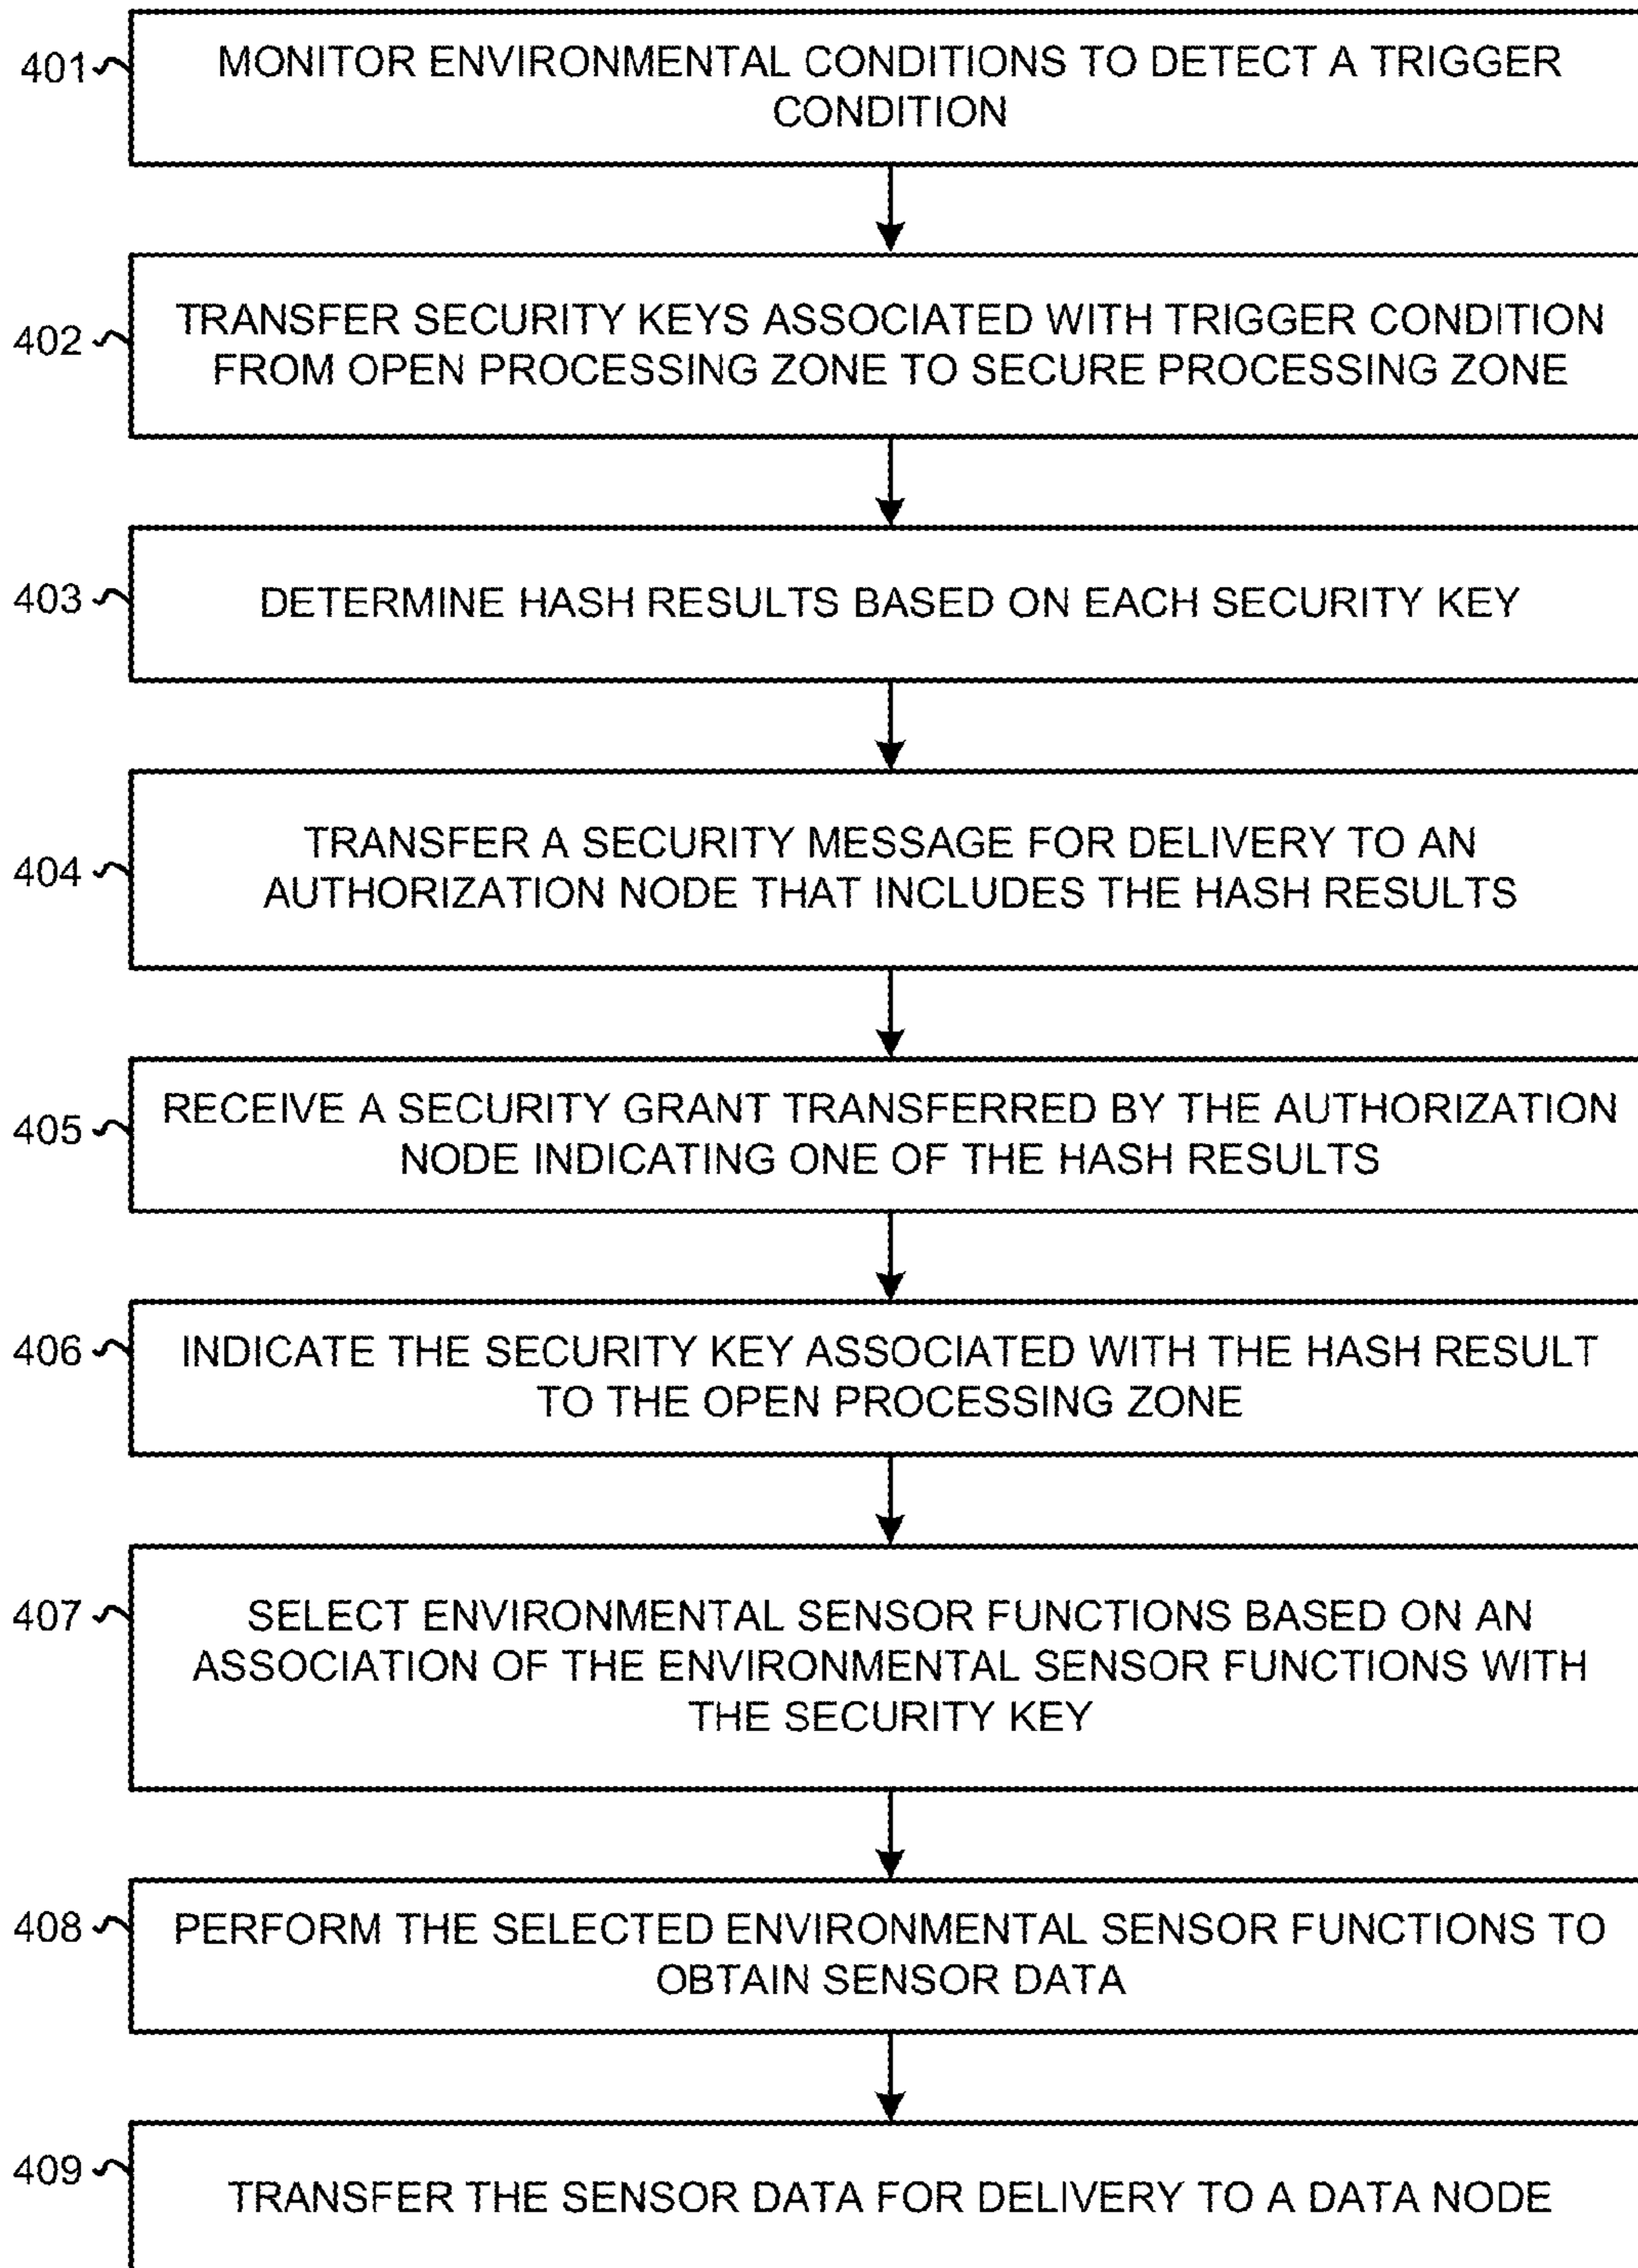 401
MONITOR ENVIRONMENTAL CONDITIONS TO DETECT A TRIGGER
CONDITION
402
TRANSFER SECURITY KEYS ASSOCIATED WITH TRIGGER CONDITION
FROM OPEN PROCESSING ZONE TO SECURE PROCESSING ZONE
403
DETERMINE HASH RESULTS BASED ON EACH SECURITY KEY
404
TRANSFER A SECURITY MESSAGE FOR DELIVERY TO AN
AUTHORIZATION NODE THAT INCLUDES THE HASH RESULTS
405
RECEIVE A SECURITY GRANT TRANSFERRED BY THE AUTHORIZATION
NODE INDICATING ONE OF THE HASH RESULTS
406
INDICATE THE SECURITY KEY ASSOCIATED WITH THE HASH RESULT
TO THE OPEN PROCESSING ZONE
407
SELECT ENVIRONMENTAL SENSOR FUNCTIONS BASED ON AN
ASSOCIATION OF THE ENVIRONMENTAL SENSOR FUNCTIONS WITH
THE SECURITY KEY
408
PERFORM THE SELECTED ENVIRONMENTAL SENSOR FUNCTIONS TO
OBTAIN SENSOR DATA
409
TRANSFER THE SENSOR DATA FOR DELIVERY TO A DATA NODE